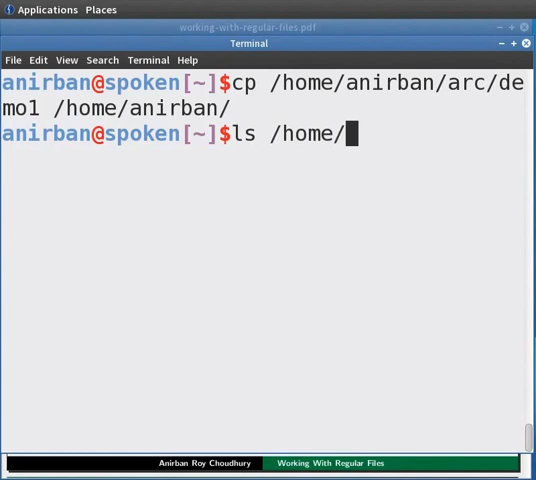 Applications Places
working-with-regular-files.pdf
Terminal
File Edit View Search Terminal Help
anirban@spoken[~]$cp /home/anirban/arc/de
mo1 /home/anirban/
anirban@spoken[~]$ls /home/
Anirban Roy Choudhury Working With Regular Files